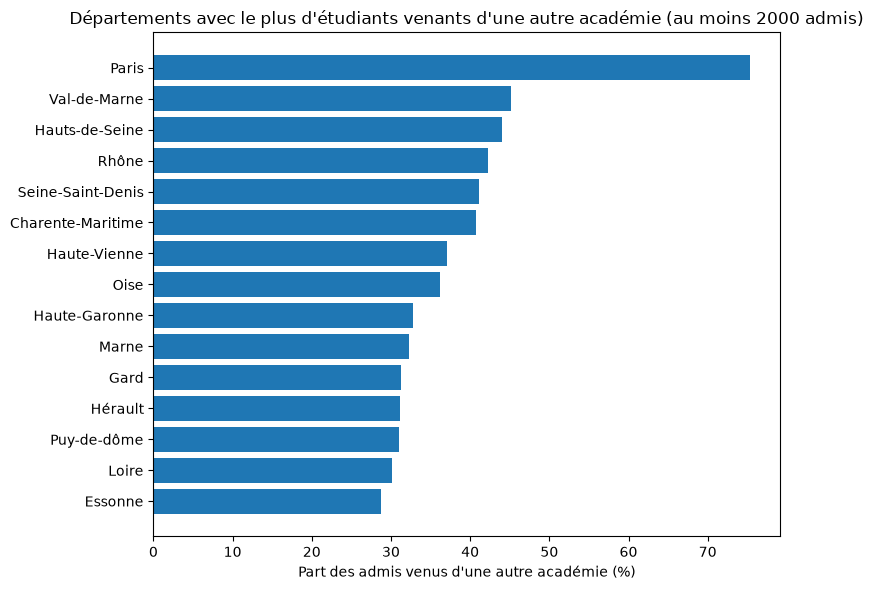 Départements avec le plus d'étudiants venants d'une autre académie (au moins 2000 admis)
Paris
Val-de-Marne
Hauts-de-Seine
Rhône
Seine-Saint-Denis
Charente-Maritime
Haute-Vienne
Oise
Haute-Garonne
Marne
Gard
Hérault
Puy-de-dôme
Loire
Essonne
0 10 20 30 40 50 60 70
Part des admis venus d'une autre académie (%)